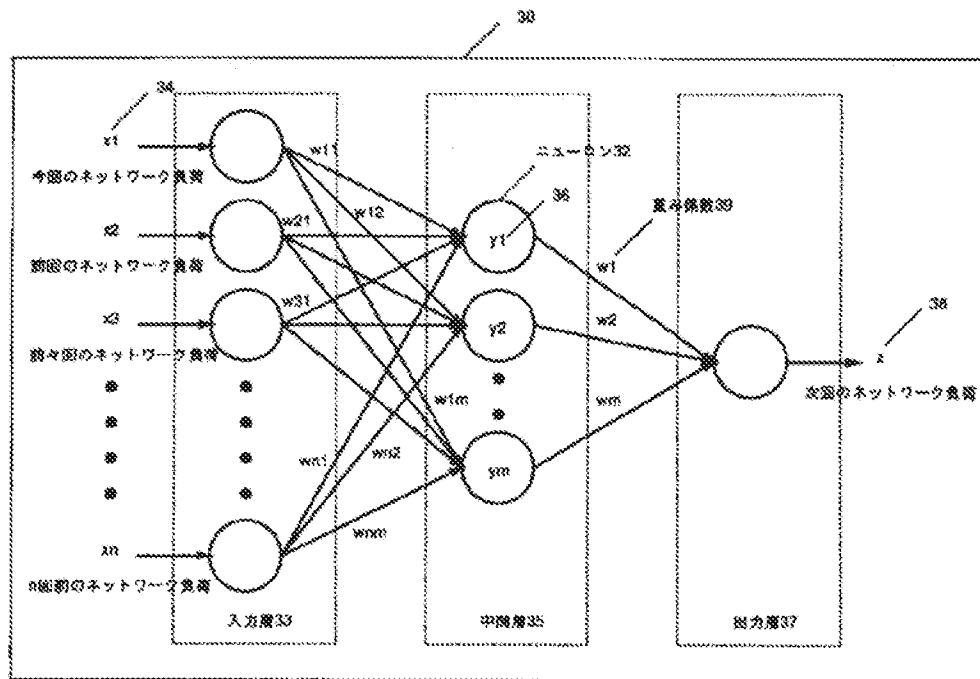 30
34
x1
今回のネットワーク負荷
x2
前回のネットワーク負荷
x3
前々回のネットワーク負荷
xn
n回前のネットワーク負荷
w11
w12
w21
w31
w1m
wn1
wn2
wnm
入力層33
ニューロン32
36
y1
y2
ym
中間層35
重み係数39
w1
w2
wm
出力層37
38
z
次回のネットワーク負荷